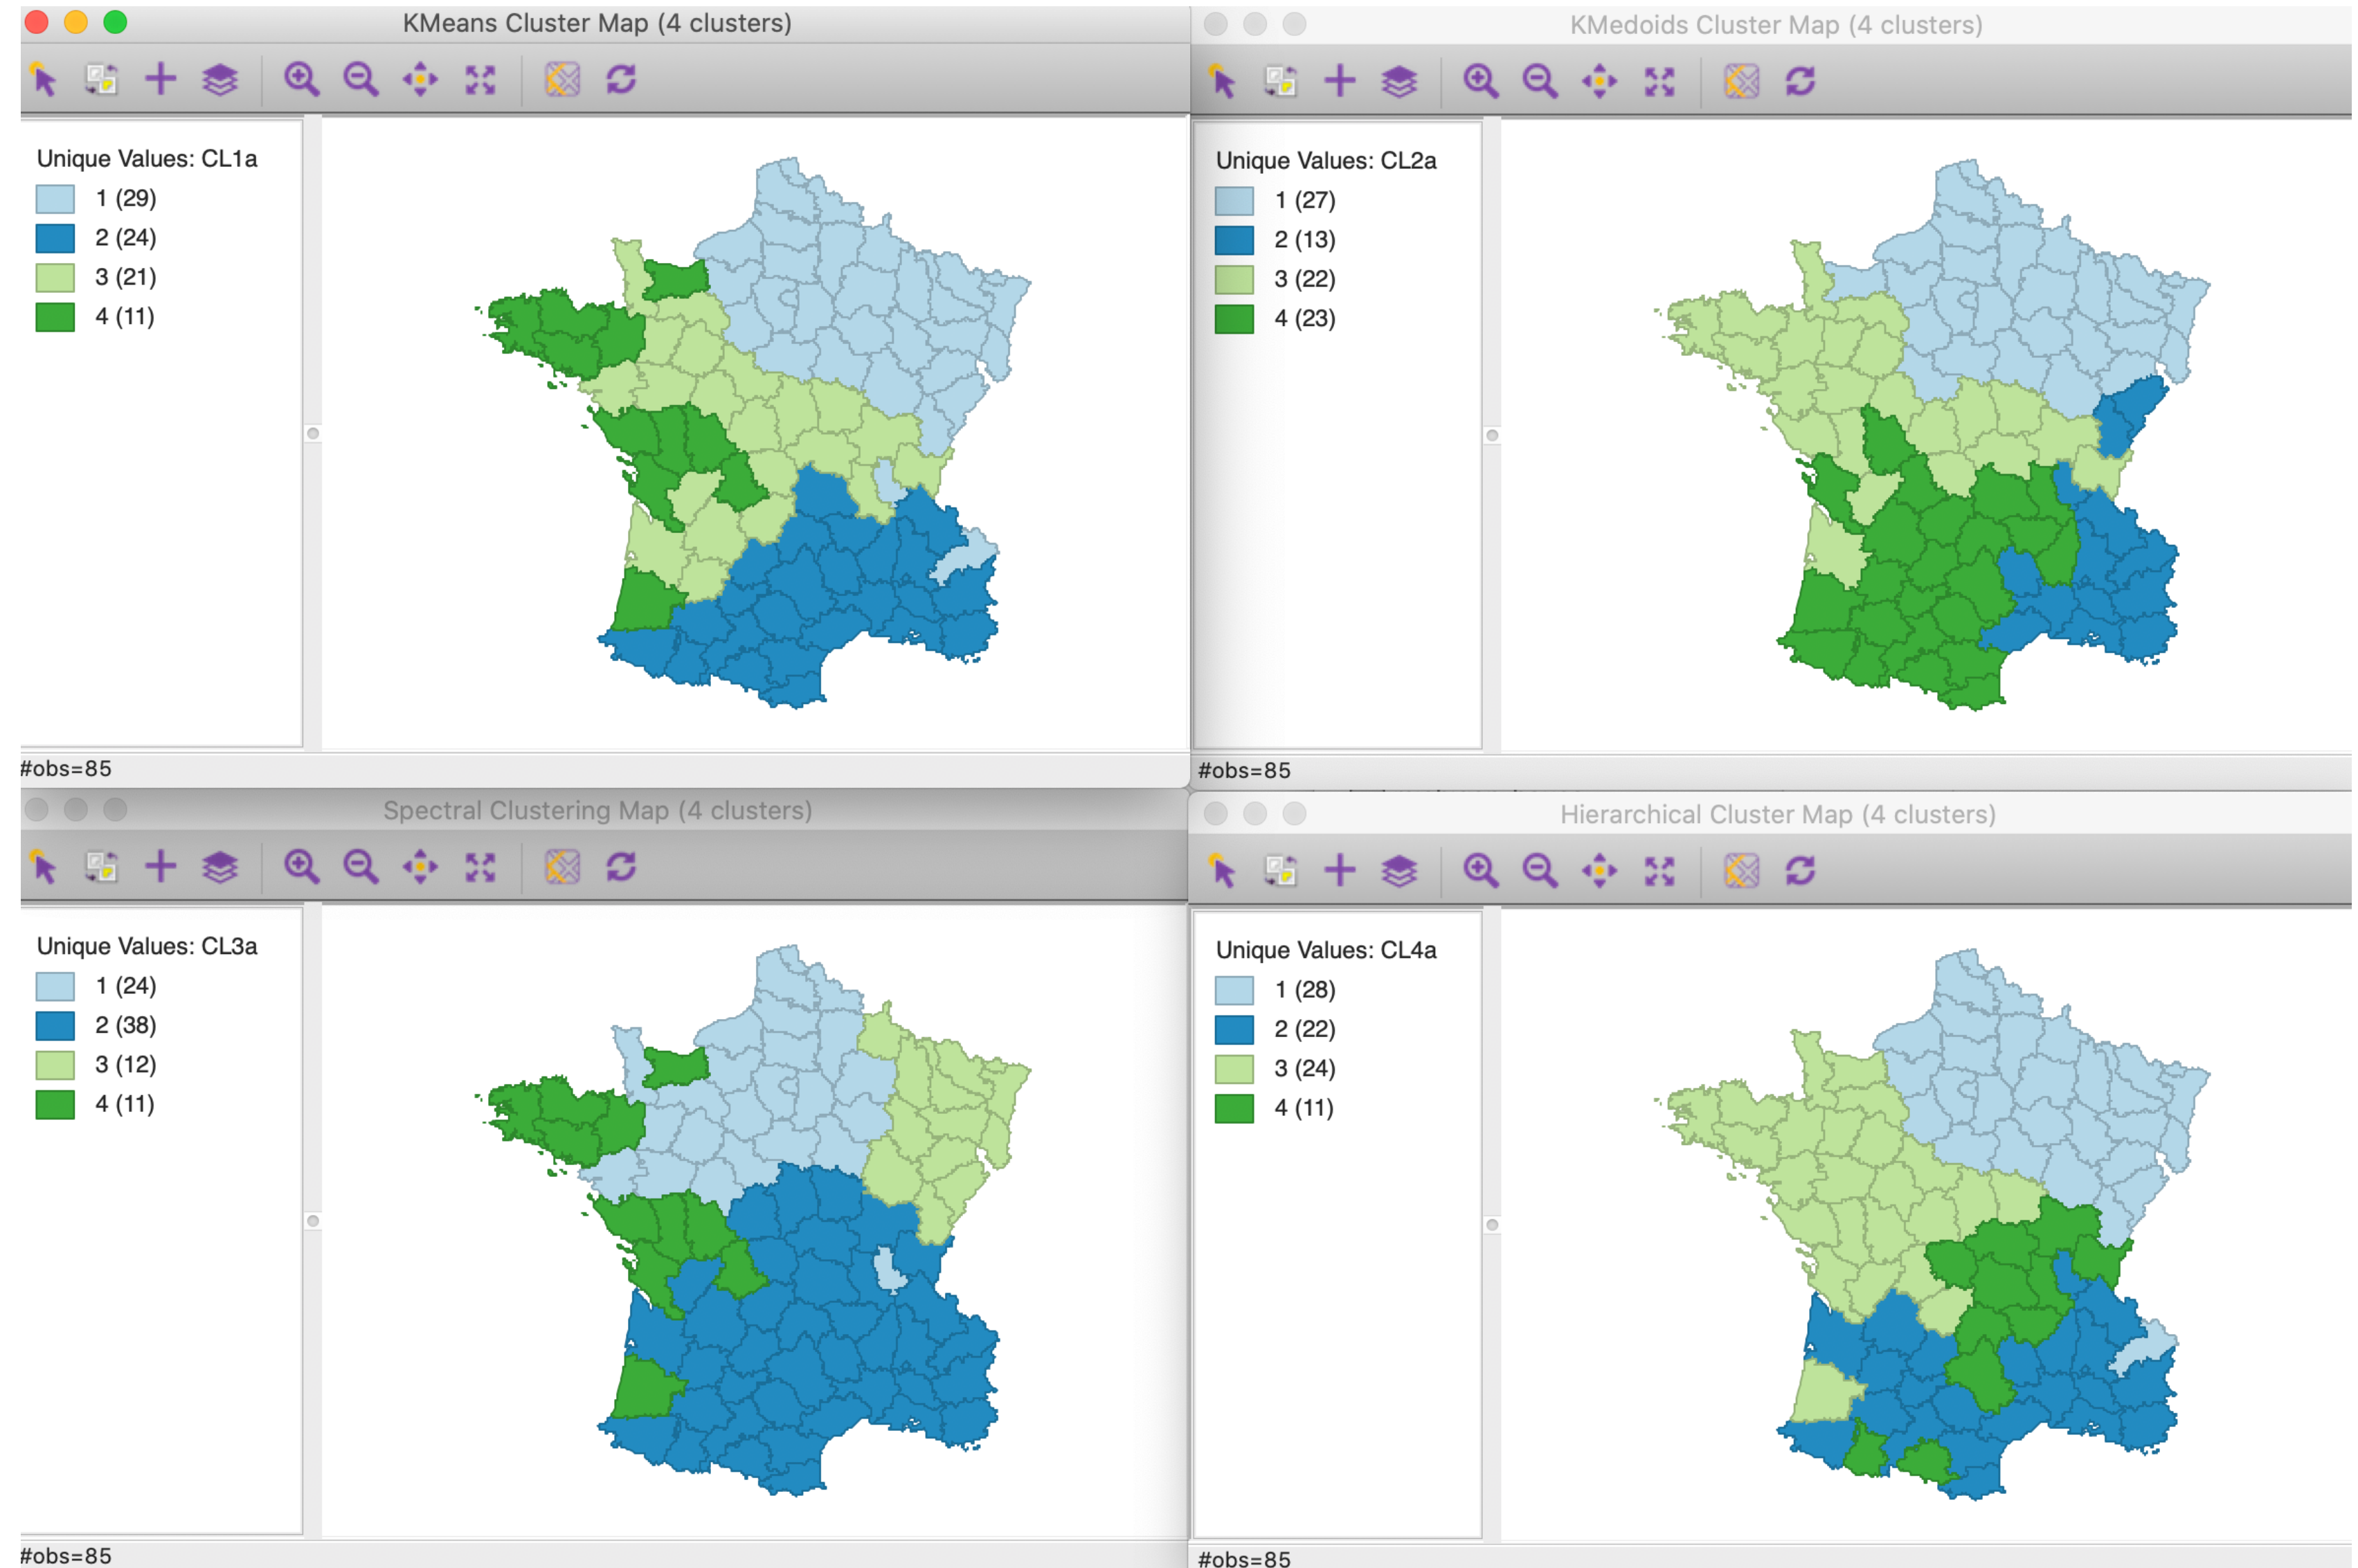 KMeans Cluster Map (4 clusters)
Unique Values: CL1a
1 (29)
2 (24)
3 (21)
4 (11)
#obs=85
KMedoids Cluster Map (4 clusters)
Unique Values: CL2a
1 (27)
2 (13)
3 (22)
4 (23)
#obs=85
Spectral Clustering Map (4 clusters)
Unique Values: CL3a
1 (24)
2 (38)
3 (12)
4 (11)
#obs=85
Hierarchical Cluster Map (4 clusters)
Unique Values: CL4a
1 (28)
2 (22)
3 (24)
4 (11)
#obs=85